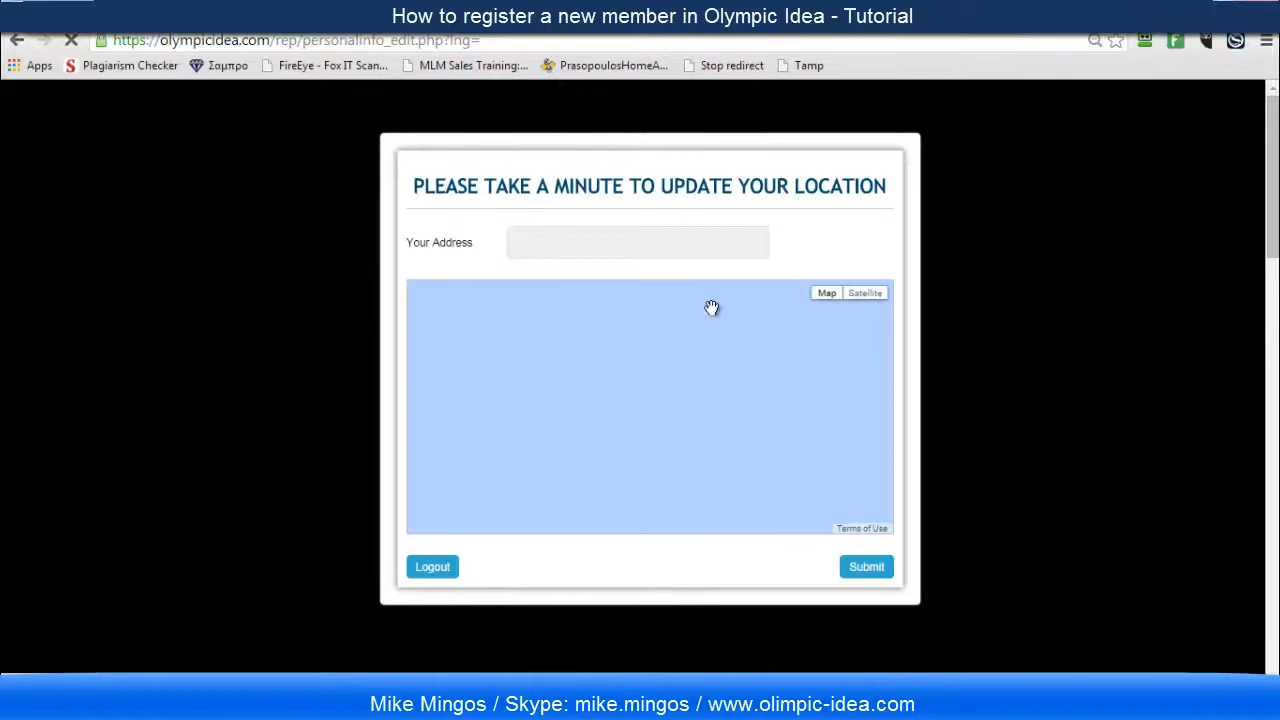 How to register a new member in Olympic Idea - Tutorial
https://olympicidea.com/rep/personalinfo_edit.php?lng=
Apps Plagiarism Checker Σαμπρο FireEye - Fox IT Scan... MLM Sales Training:... PrasopoulosHomeA... Stop redirect Tamp
PLEASE TAKE A MINUTE TO UPDATE YOUR LOCATION
Your Address
Map Satellite
Terms of Use
Logout Submit
Mike Mingos / Skype: mike.mingos / www.olimpic-idea.com